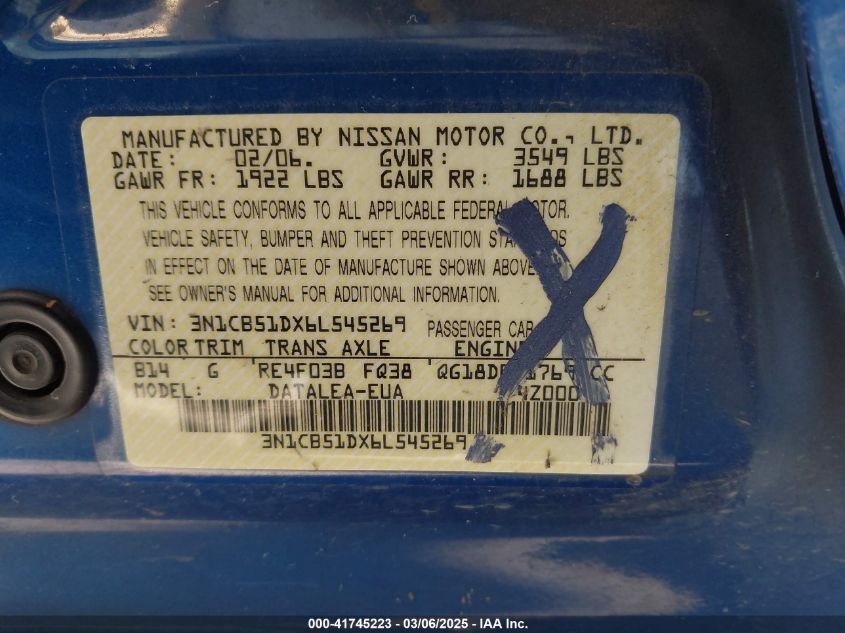 MANUFACTURED BY NISSAN MOTOR CO., LTD.
DATE: 02/06. GVWR: 3549 LBS
GAWR FR: 1922 LBS GAWR RR: 1688 LBS
THIS VEHICLE CONFORMS TO ALL APPLICABLE FEDERAL MOTOR
VEHICLE SAFETY, BUMPER AND THEFT PREVENTION STANDARDS
IN EFFECT ON THE DATE OF MANUFACTURE SHOWN ABOVE.
SEE OWNER'S MANUAL FOR ADDITIONAL INFORMATION.
VIN: 3N1CB51DX6L545269 PASSENGER CAR
COLOR TRIM TRANS AXLE ENGINE
B14 G RE4F03B FQ38 CC
MODEL: DATALEA-EUA
3N1CB51DX6L545269
000-41745223 - 03/06/2025 - IAA Inc.